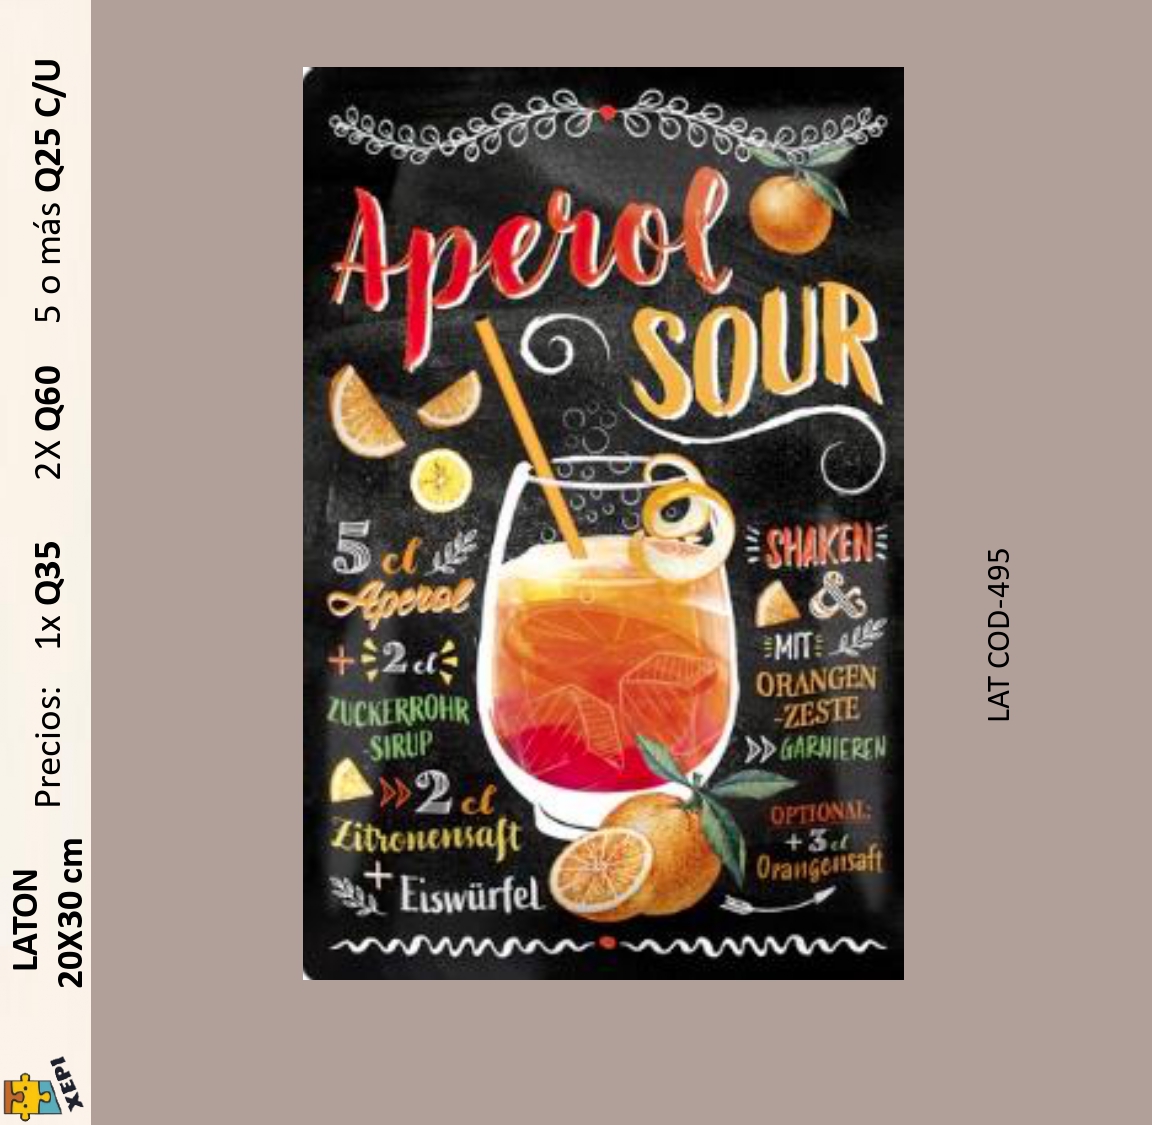 LATON
20X30 cm
Precios: 1x Q35 2X Q60 5 o más Q25 C/U
XEPI
Aperol
SOUR
5 cl
Aperol
+ 2 cl
ZUCKERROHR
-SIRUP
»2 cl
Zitronensaft
+
Eiswürfel
SHAKEN
&
MIT
ORANGEN
-ZESTE
» GARNIEREN
OPTIONAL:
+3 cl
Orangensaft
LAT COD-495